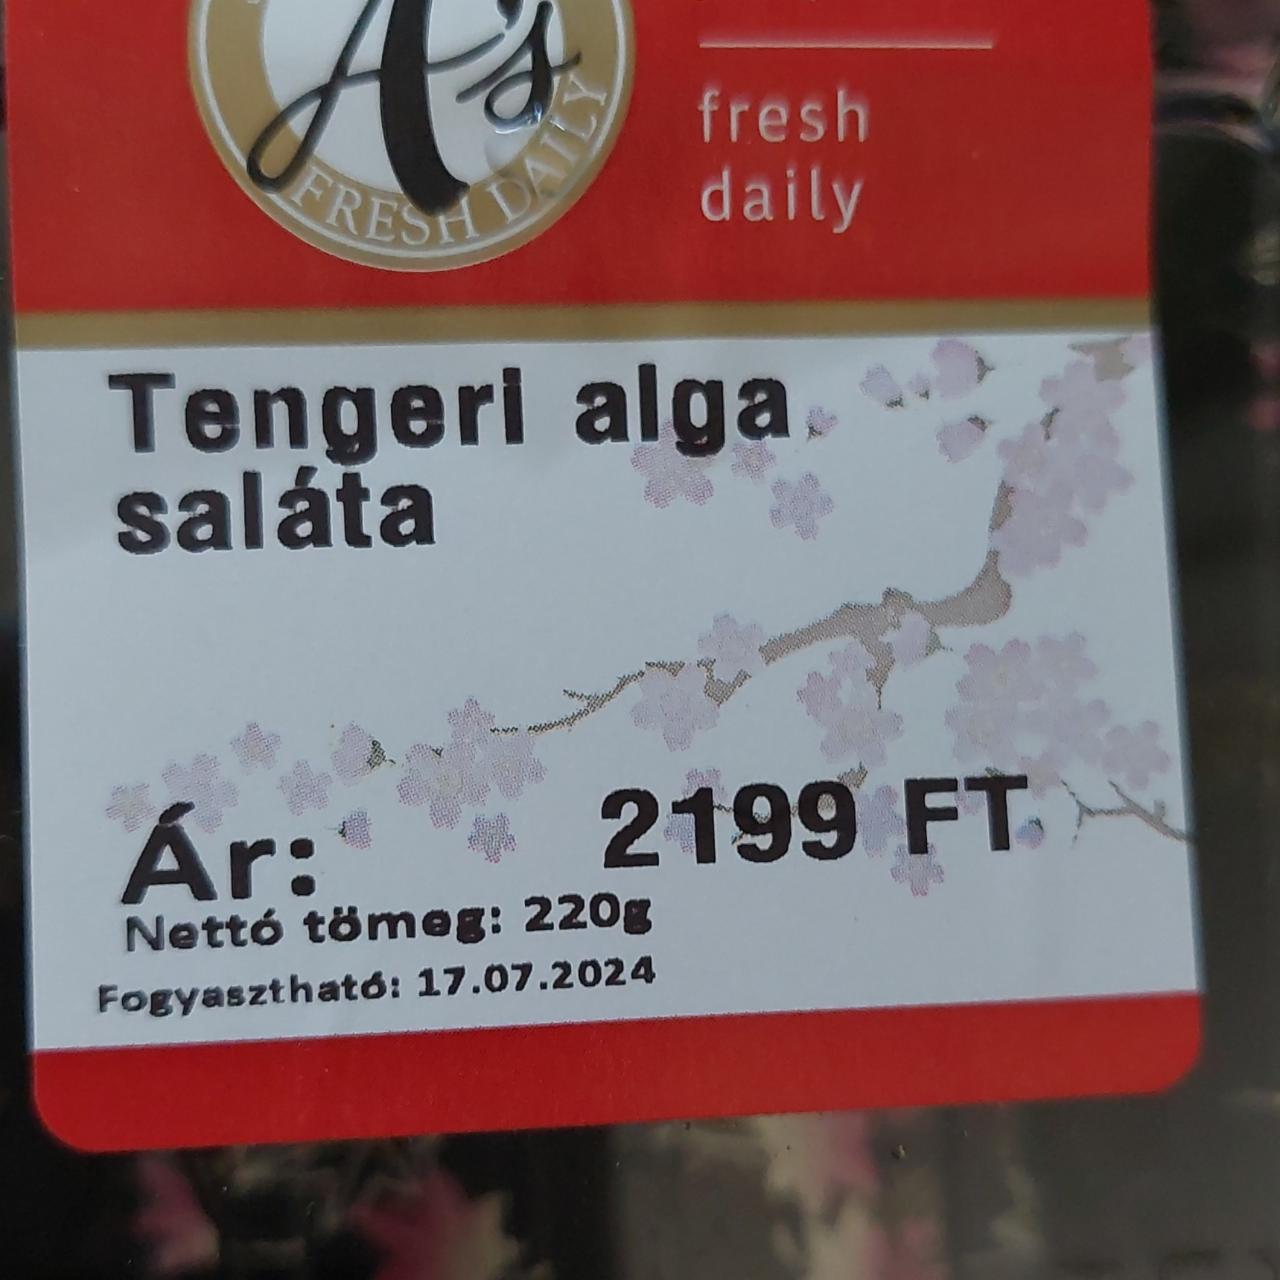 A's
FRESH DAILY
fresh
daily
Tengeri alga
saláta
Ár: 2199 FT
Nettó tömeg: 220g
Fogyasztható: 17.07.2024